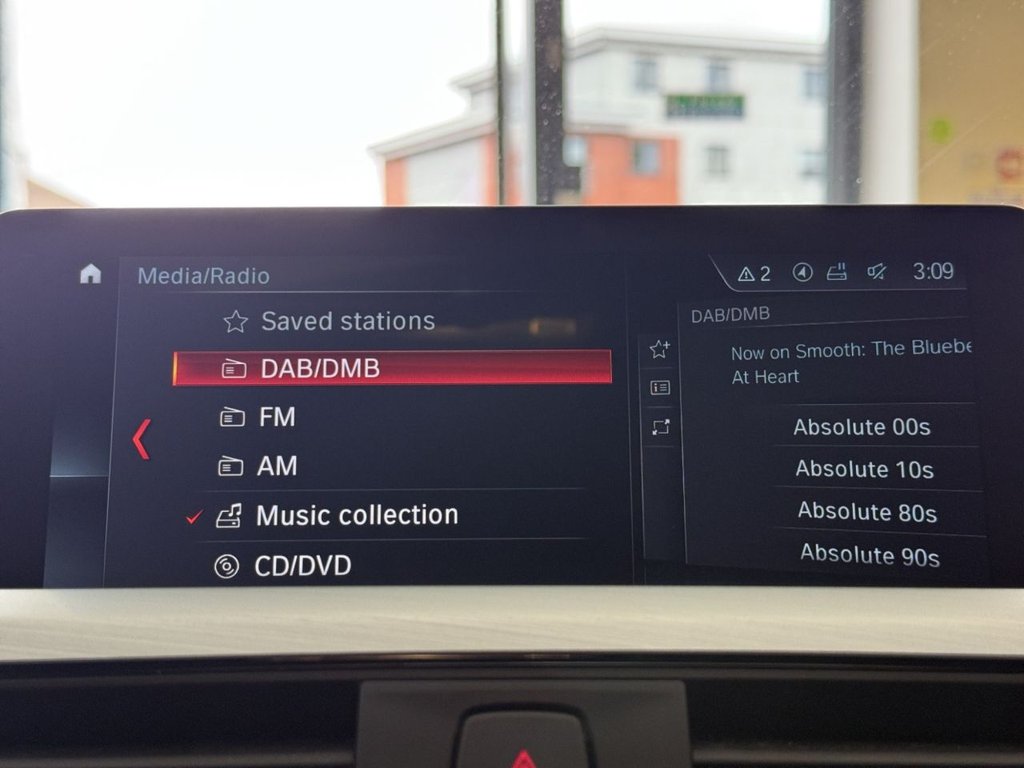 Media/Radio
2
3:09
Saved stations
DAB/DMB
FM
AM
Music collection
CD/DVD
DAB/DMB
Now on Smooth: The Bluebe
At Heart
Absolute 00s
Absolute 10s
Absolute 80s
Absolute 90s